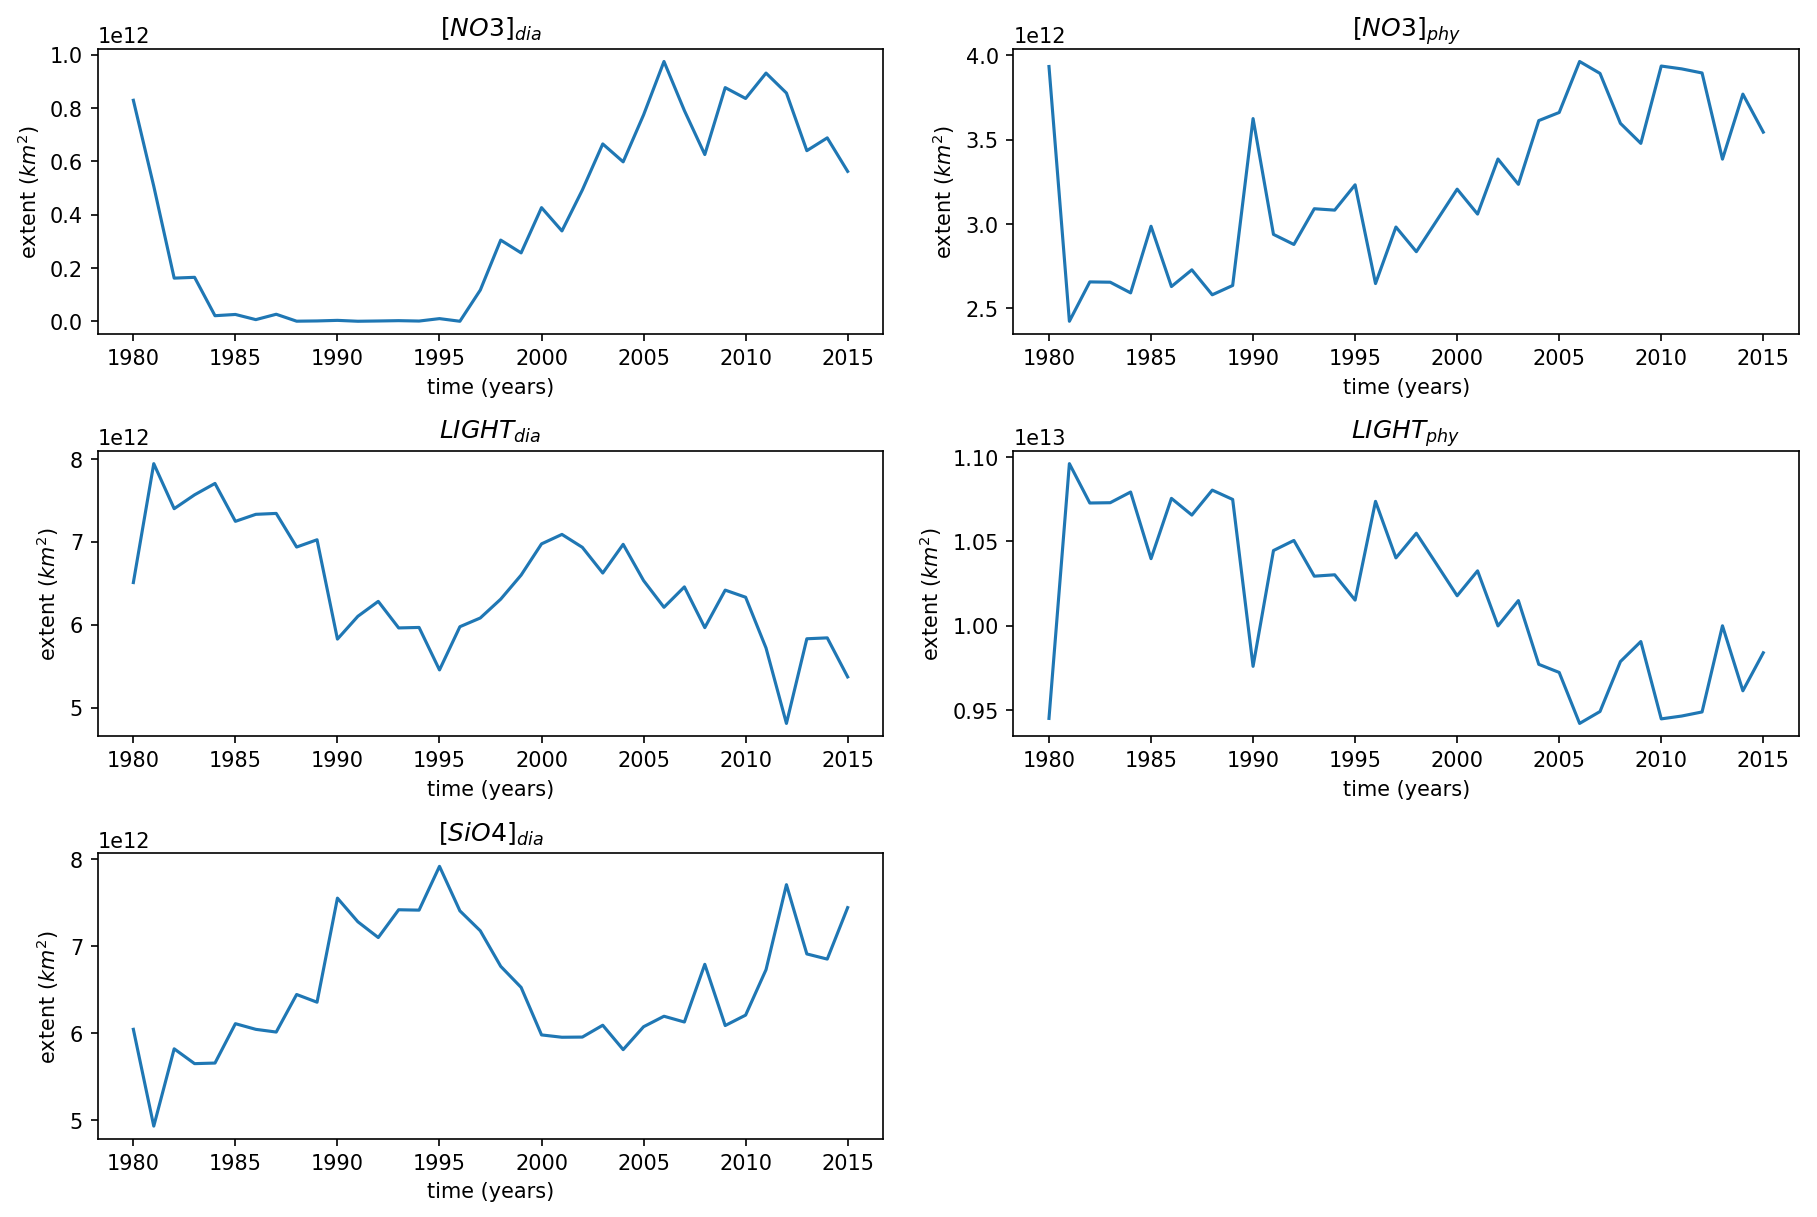 [NO3]dia
1e12
extent (km²)
1.0
0.8
0.6
0.4
0.2
0.0
1980 1985 1990 1995 2000 2005 2010 2015
time (years)
[NO3]phy
1e12
extent (km²)
4.0
3.5
3.0
2.5
1980 1985 1990 1995 2000 2005 2010 2015
time (years)
LIGHTdia
1e12
extent (km²)
8
7
6
5
1980 1985 1990 1995 2000 2005 2010 2015
time (years)
LIGHTphy
1e13
extent (km²)
1.10
1.05
1.00
0.95
1980 1985 1990 1995 2000 2005 2010 2015
time (years)
[SiO4]dia
1e12
extent (km²)
8
7
6
5
1980 1985 1990 1995 2000 2005 2010 2015
time (years)